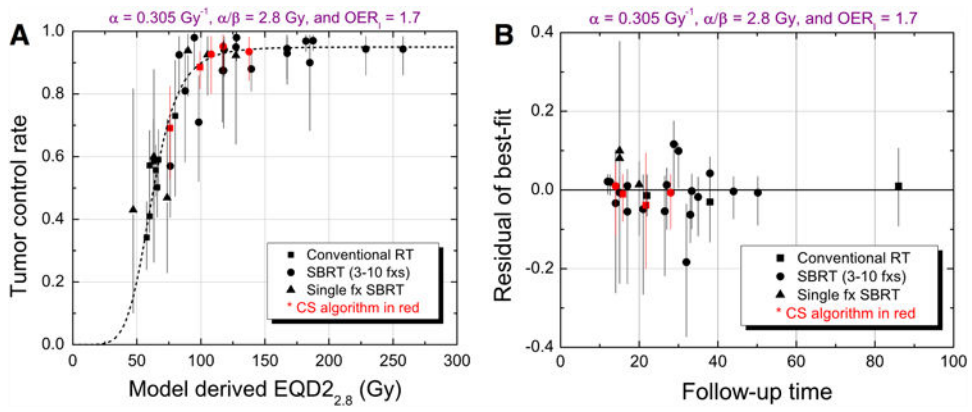 α = 0.305 Gy⁻¹, α/β = 2.8 Gy, and OERᵢ = 1.7
A
Tumor control rate
1.0
0.8
0.6
0.4
0.2
0.0
Conventional RT
SBRT (3-10 fxs)
Single fx SBRT
* CS algorithm in red
0 50 100 150 200 250 300
Model derived EQD2₂.₈ (Gy)
α = 0.305 Gy⁻¹, α/β = 2.8 Gy, and OERᵢ = 1.7
B
Residual of best-fit
0.4
0.2
0.0
-0.2
-0.4
Conventional RT
SBRT (3-10 fxs)
Single fx SBRT
* CS algorithm in red
0 20 40 60 80 100
Follow-up time